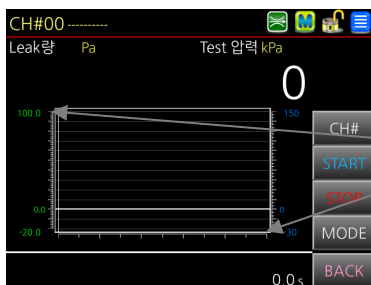 CH#00 ----------
M
Leak량 Pa Test 압력 kPa
0
100.0 150
CH#
START
STOP
0.0 0
-20.0 -30
MODE
BACK
0.0 s